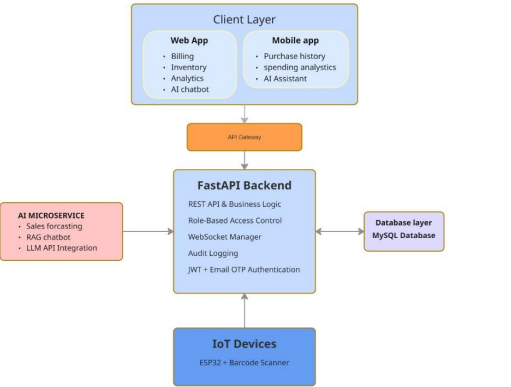 Client Layer
Web App
• Billing
• Inventory
• Analytics
• AI chatbot
Mobile app
• Purchase history
• spending analystics
• AI Assistant
API Gateway
FastAPI Backend
REST API & Business Logic
Role-Based Access Control
WebSocket Manager
Audit Logging
JWT + Email OTP Authentication
AI MICROSERVICE
• Sales forcasting
• RAG chatbot
• LLM API Integration
Database layer
MySQL Database
IoT Devices
ESP32 + Barcode Scanner